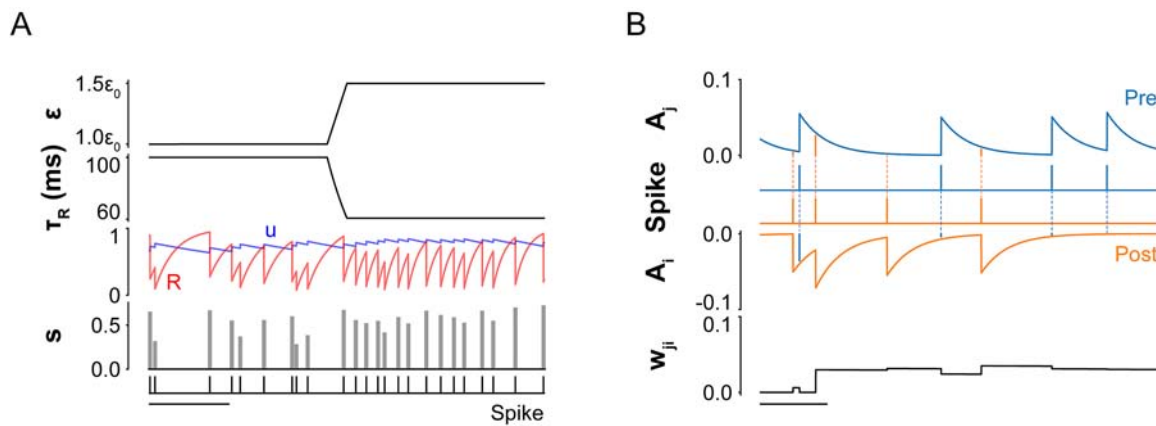 A
1.5ε₀
ε
1.0ε₀
100
τR (ms)
60
1
u
R
0
0.5
s
0.0
Spike
B
0.1
Aj
Pre
0.0
Spike
0.0
Ai
Post
-0.1
0.1
wji
0.0